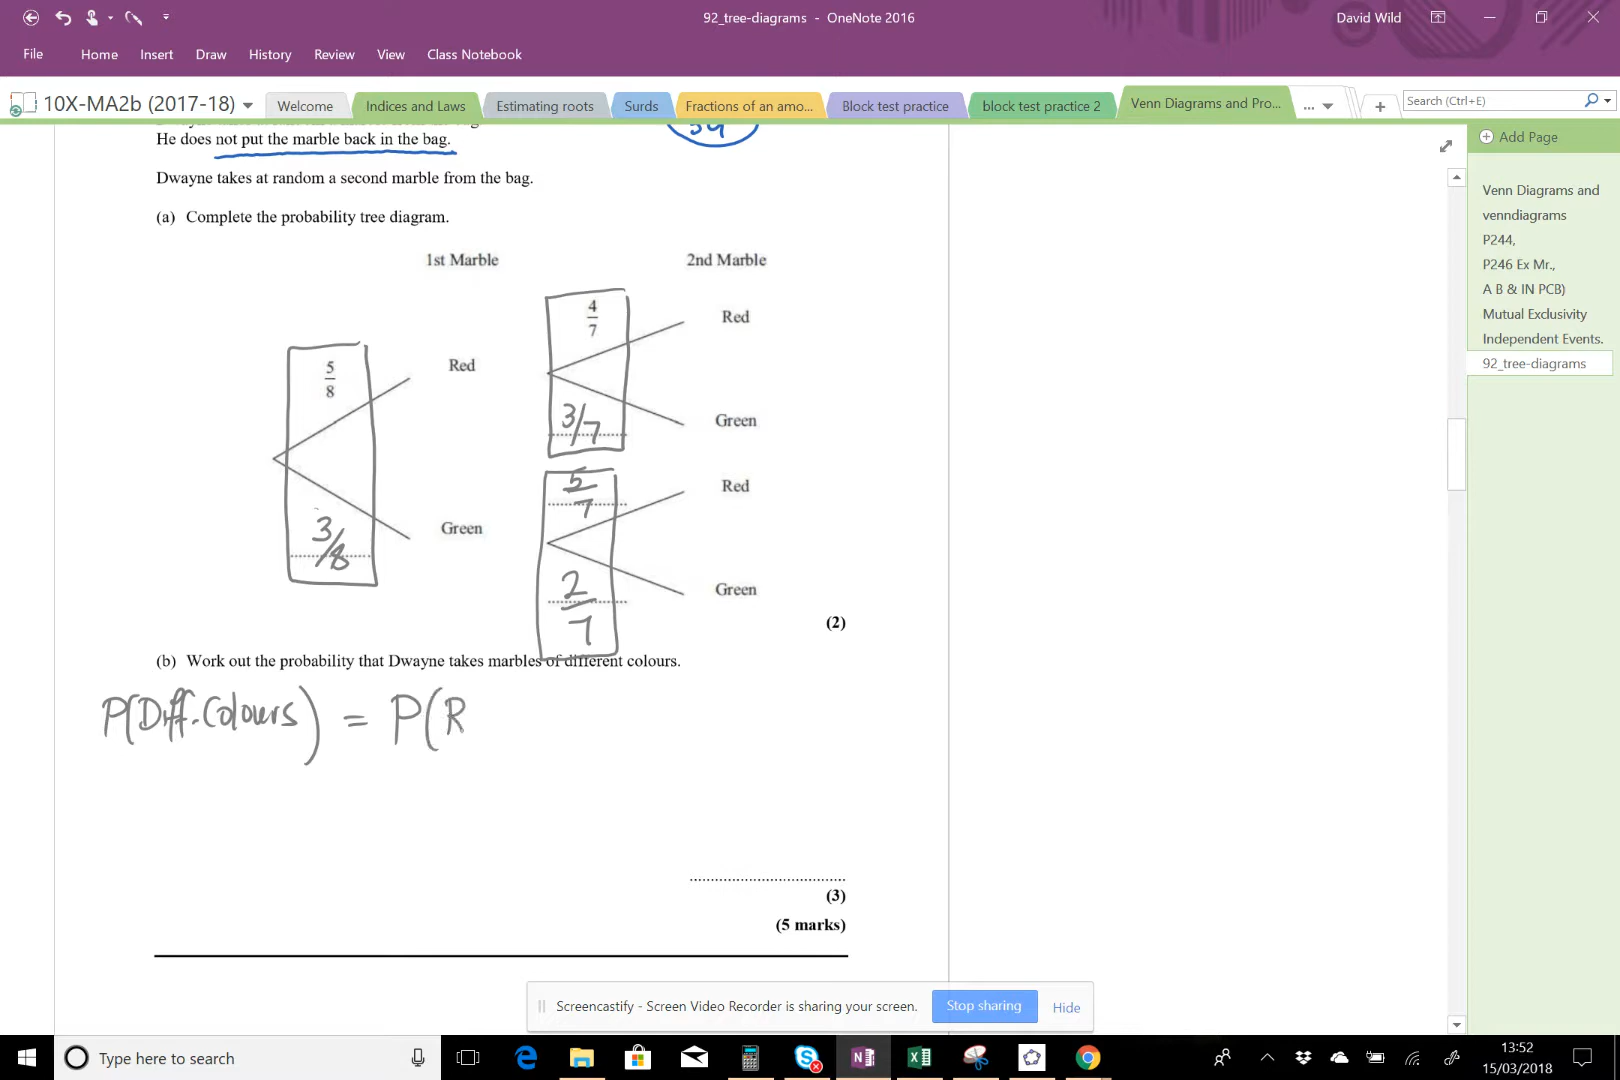 92_tree-diagrams - OneNote 2016
David Wild
File Home Insert Draw History Review View Class Notebook
10X-MA2b (2017-18)
Welcome Indices and Laws Estimating roots Surds Fractions of an amo... Block test practice block test practice 2 Venn Diagrams and Pro... ... + Search (Ctrl+E)
Add Page
Venn Diagrams and
venndiagrams
P244,
P246 Ex Mr.,
A B & IN PCB)
Mutual Exclusivity
Independent Events.
92_tree-diagrams
He does not put the marble back in the bag.
Dwayne takes at random a second marble from the bag.
(a) Complete the probability tree diagram.
1st Marble 2nd Marble
4/7 Red
5/8 Red
3/7 Green
5/7 Red
3/8 Green
2/7 Green
(2)
(b) Work out the probability that Dwayne takes marbles of different colours.
P(Diff. Colours) = P(R
(3)
(5 marks)
Screencastify - Screen Video Recorder is sharing your screen. Stop sharing Hide
Type here to search
13:52
15/03/2018